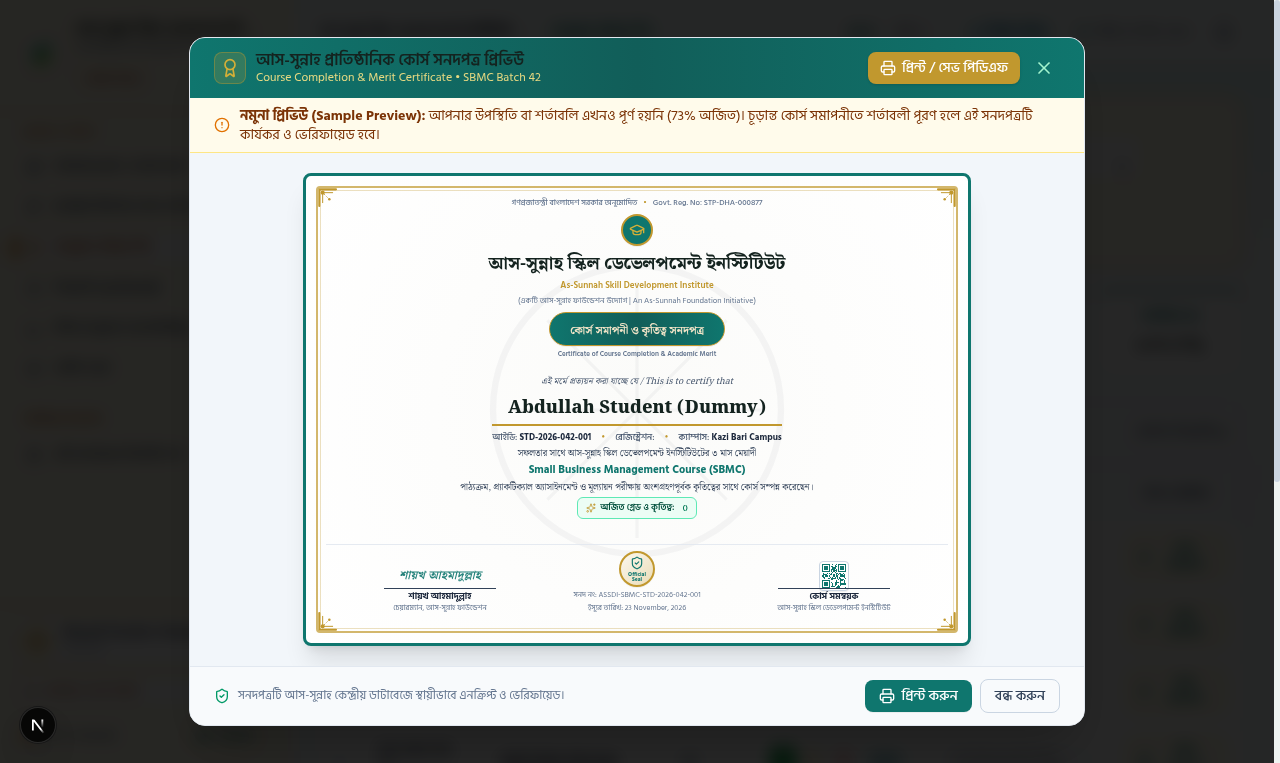 আস-সুন্নাহ প্রাতিষ্ঠানিক কোর্স সনদপত্র প্রিভিউ
Course Completion & Merit Certificate • SBMC Batch 42
প্রিন্ট / সেভ পিডিএফ
নমুনা প্রিভিউ (Sample Preview): আপনার উপস্থিতি বা শর্তাবলি এখনও পূর্ণ হয়নি (73% অর্জিত)। চূড়ান্ত কোর্স সমাপনীতে শর্তাবলী পূরণ হলে এই সনদপত্রটি
কার্যকর ও ভেরিফায়েড হবে।
গণপ্রজাতন্ত্রী বাংলাদেশ সরকার অনুমোদিত • Govt. Reg. No: STP-DHA-000877
আস-সুন্নাহ স্কিল ডেভেলপমেন্ট ইনস্টিটিউট
As-Sunnah Skill Development Institute
(একটি আস-সুন্নাহ ফাউন্ডেশন উদ্যোগ | An As-Sunnah Foundation Initiative)
কোর্স সমাপনী ও কৃতিত্ব সনদপত্র
Certificate of Course Completion & Academic Merit
এই মর্মে প্রত্যয়ন করা যাচ্ছে যে / This is to certify that
Abdullah Student (Dummy)
আইডি: STD-2026-042-001 • রেজিস্ট্রেশন: • ক্যাম্পাস: Kazi Bari Campus
সফলতার সাথে আস-সুন্নাহ স্কিল ডেভেলপমেন্ট ইনস্টিটিউটের ৩ মাস মেয়াদী
Small Business Management Course (SBMC)
পাঠ্যক্রম, প্র্যাকটিক্যাল অ্যাসাইনমেন্ট ও মূল্যায়ন পরীক্ষায় অংশগ্রহণপূর্বক কৃতিত্বের সাথে কোর্স সম্পন্ন করেছেন।
অর্জিত গ্রেড ও কৃতিত্ব: ()
শায়খ আহমাদুল্লাহ
শায়খ আহমাদুল্লাহ
চেয়ারম্যান, আস-সুন্নাহ ফাউন্ডেশন
Official
Seal
সনদ নং: ASSDI-SBMC-STD-2026-042-001
ইস্যুর তারিখ: 23 November, 2026
কোর্স সমন্বয়ক
আস-সুন্নাহ স্কিল ডেভেলপমেন্ট ইনস্টিটিউট
সনদপত্রটি আস-সুন্নাহ কেন্দ্রীয় ডাটাবেজে স্থায়ীভাবে এনক্রিপ্ট ও ভেরিফায়েড।
প্রিন্ট করুন
বন্ধ করুন
N